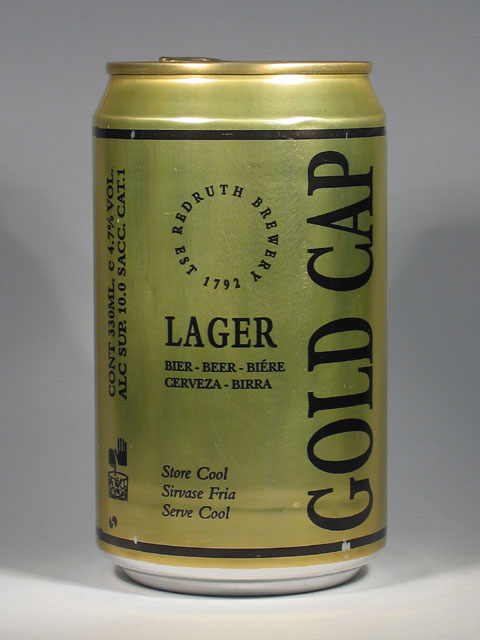 CONT 330ML. e 4.7% VOL.
ALC SUP. 10.0 SACC. CAT.1
REDRUTH BREWERY
EST
1792
LAGER
BIER - BEER - BIÉRE
CERVEZA - BIRRA
Store Cool
Sirvase Fria
Serve Cool
GOLD CAP